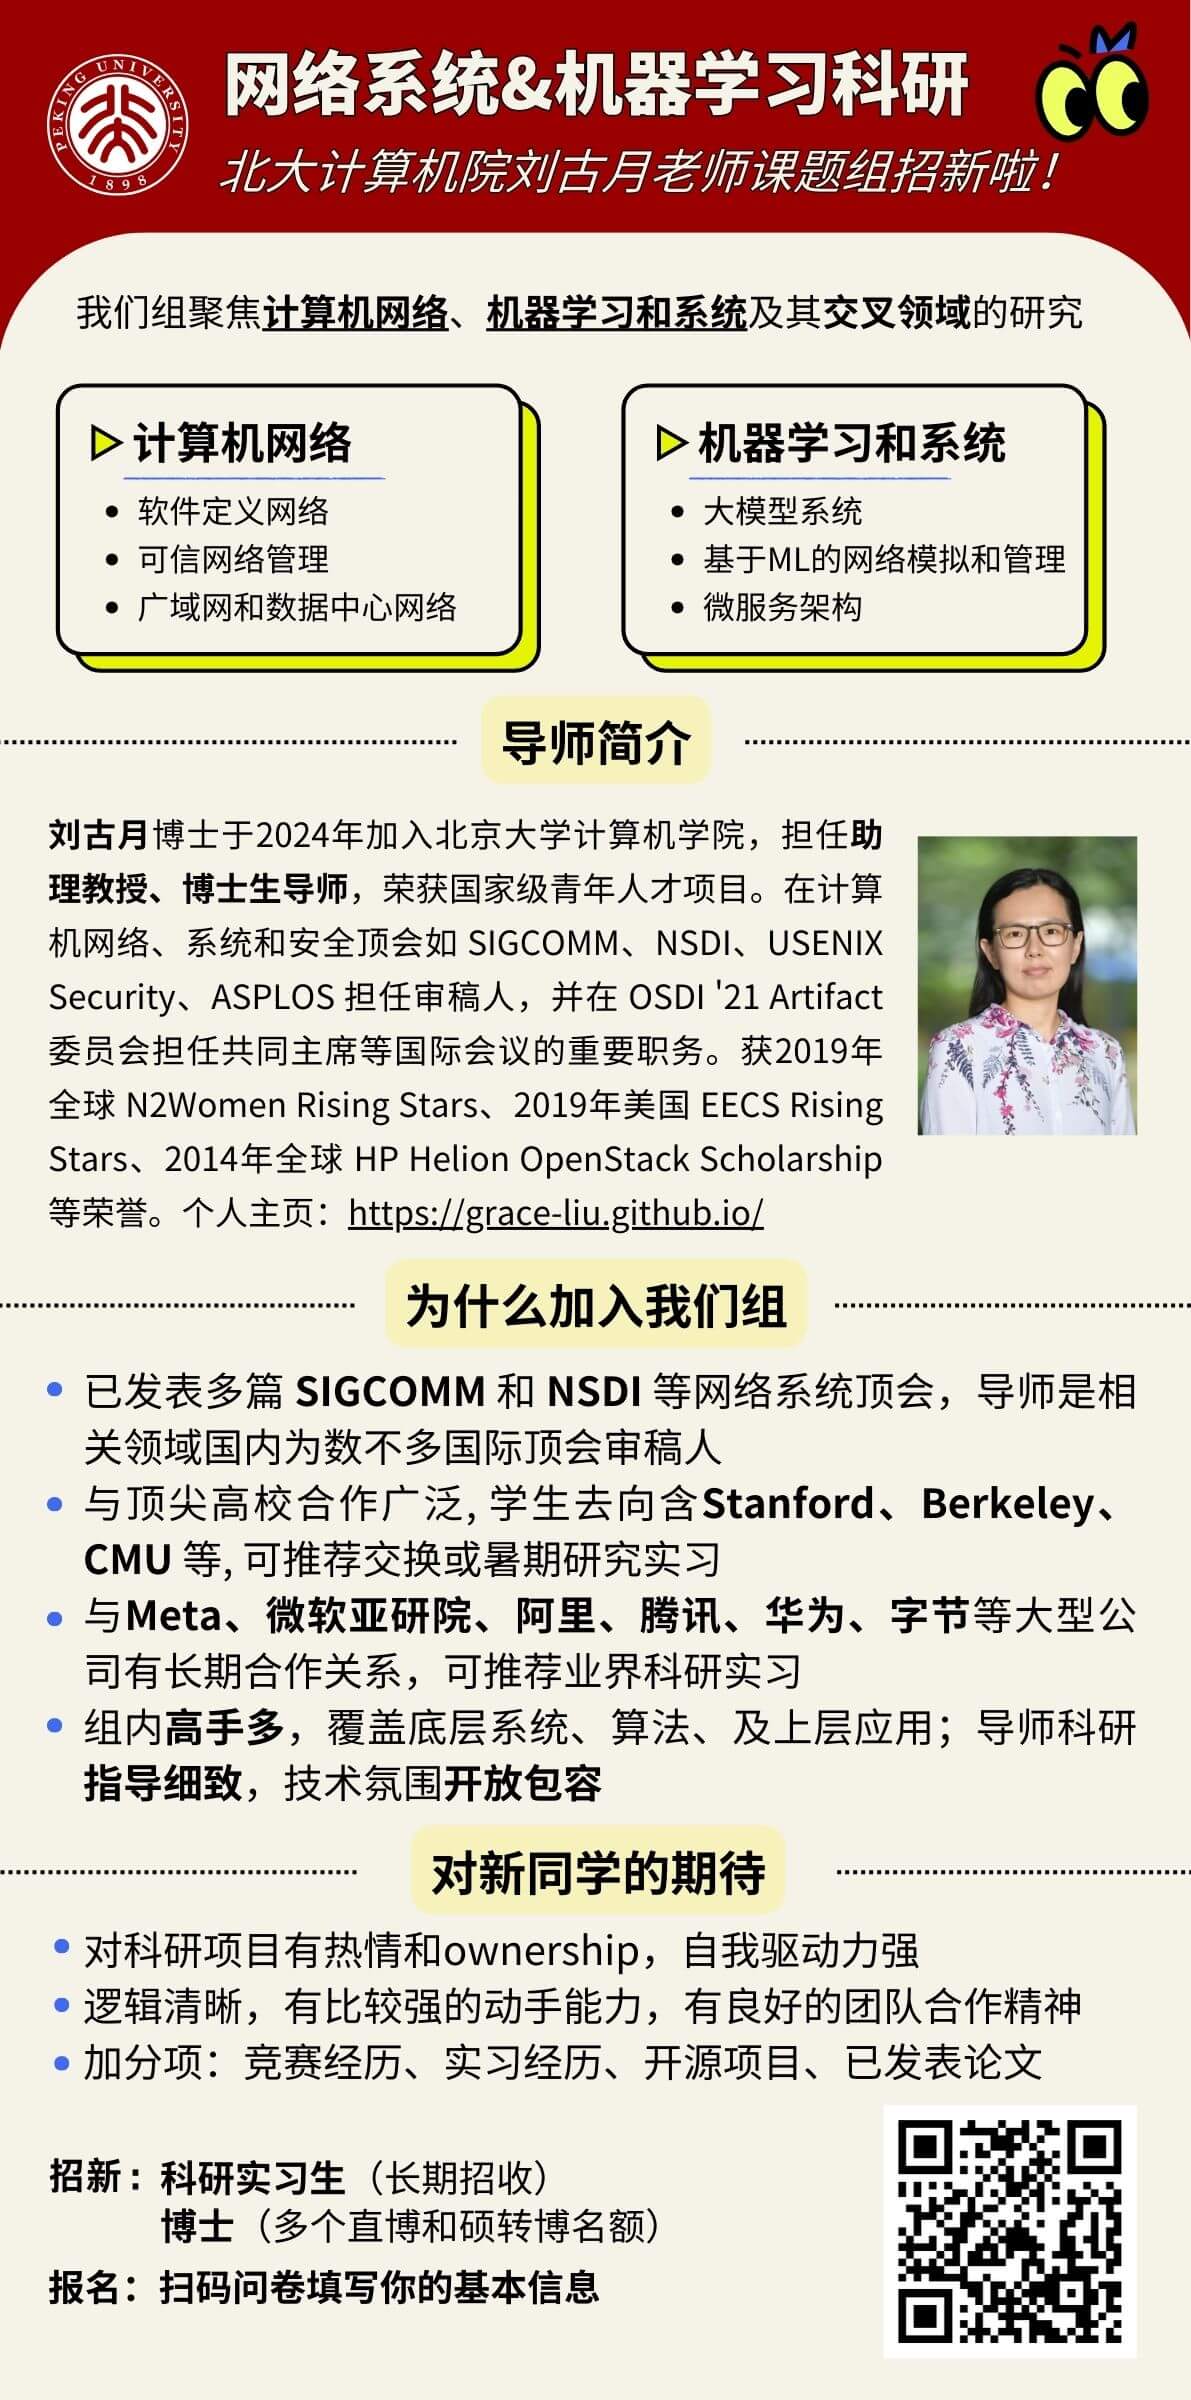 网络系统&机器学习科研
PEKING UNIVERSITY
1898
北大计算机院刘古月老师课题组招新啦！
我们组聚焦计算机网络、机器学习和系统及其交叉领域的研究
计算机网络
• 软件定义网络
• 可信网络管理
• 广域网和数据中心网络
机器学习和系统
• 大模型系统
• 基于ML的网络模拟和管理
• 微服务架构
导师简介
刘古月博士于2024年加入北京大学计算机学院，担任助
理教授、博士生导师，荣获国家级青年人才项目。在计算
机网络、系统和安全顶会如 SIGCOMM、NSDI、USENIX
Security、ASPLOS 担任审稿人，并在 OSDI '21 Artifact
委员会担任共同主席等国际会议的重要职务。获2019年
全球 N2Women Rising Stars、2019年美国 EECS Rising
Stars、2014年全球 HP Helion OpenStack Scholarship
等荣誉。个人主页：https://grace-liu.github.io/
为什么加入我们组
• 已发表多篇 SIGCOMM 和 NSDI 等网络系统顶会，导师是相
关领域国内为数不多国际顶会审稿人
• 与顶尖高校合作广泛, 学生去向含Stanford、Berkeley、
CMU 等, 可推荐交换或暑期研究实习
• 与Meta、微软亚研院、阿里、腾讯、华为、字节等大型公
司有长期合作关系，可推荐业界科研实习
• 组内高手多，覆盖底层系统、算法、及上层应用；导师科研
指导细致，技术氛围开放包容
对新同学的期待
• 对科研项目有热情和ownership，自我驱动力强
• 逻辑清晰，有比较强的动手能力，有良好的团队合作精神
• 加分项：竞赛经历、实习经历、开源项目、已发表论文
招新：科研实习生（长期招收）
博士（多个直博和硕转博名额）
报名：扫码问卷填写你的基本信息